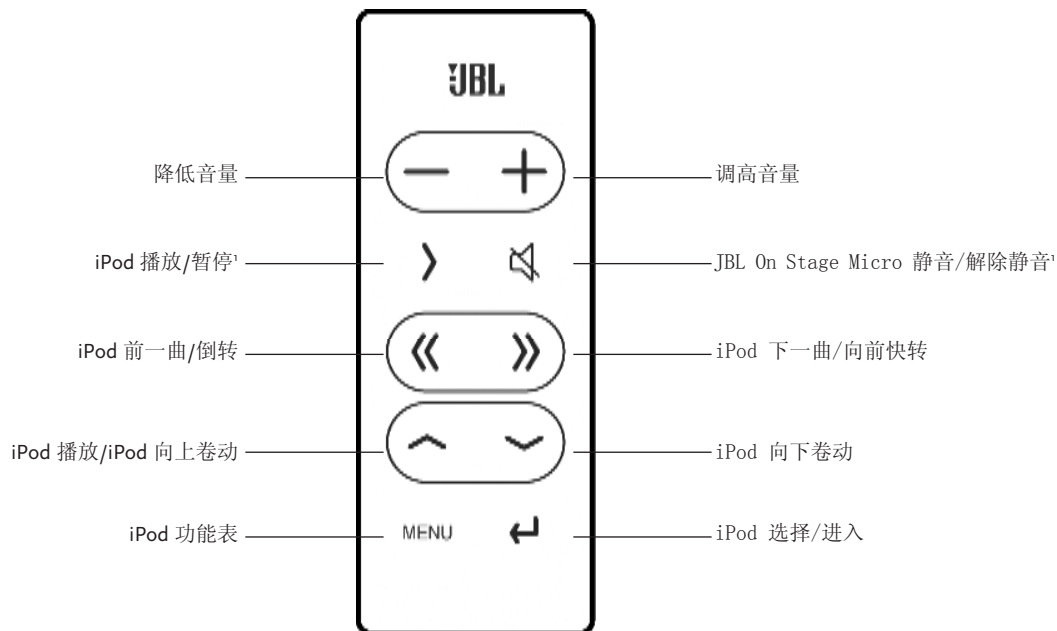 JBL
降低音量
调高音量
iPod 播放/暂停¹
JBL On Stage Micro 静音/解除静音¹
iPod 前一曲/倒转
iPod 下一曲/向前快转
iPod 播放/iPod 向上卷动
iPod 向下卷动
iPod 功能表
MENU
iPod 选择/进入